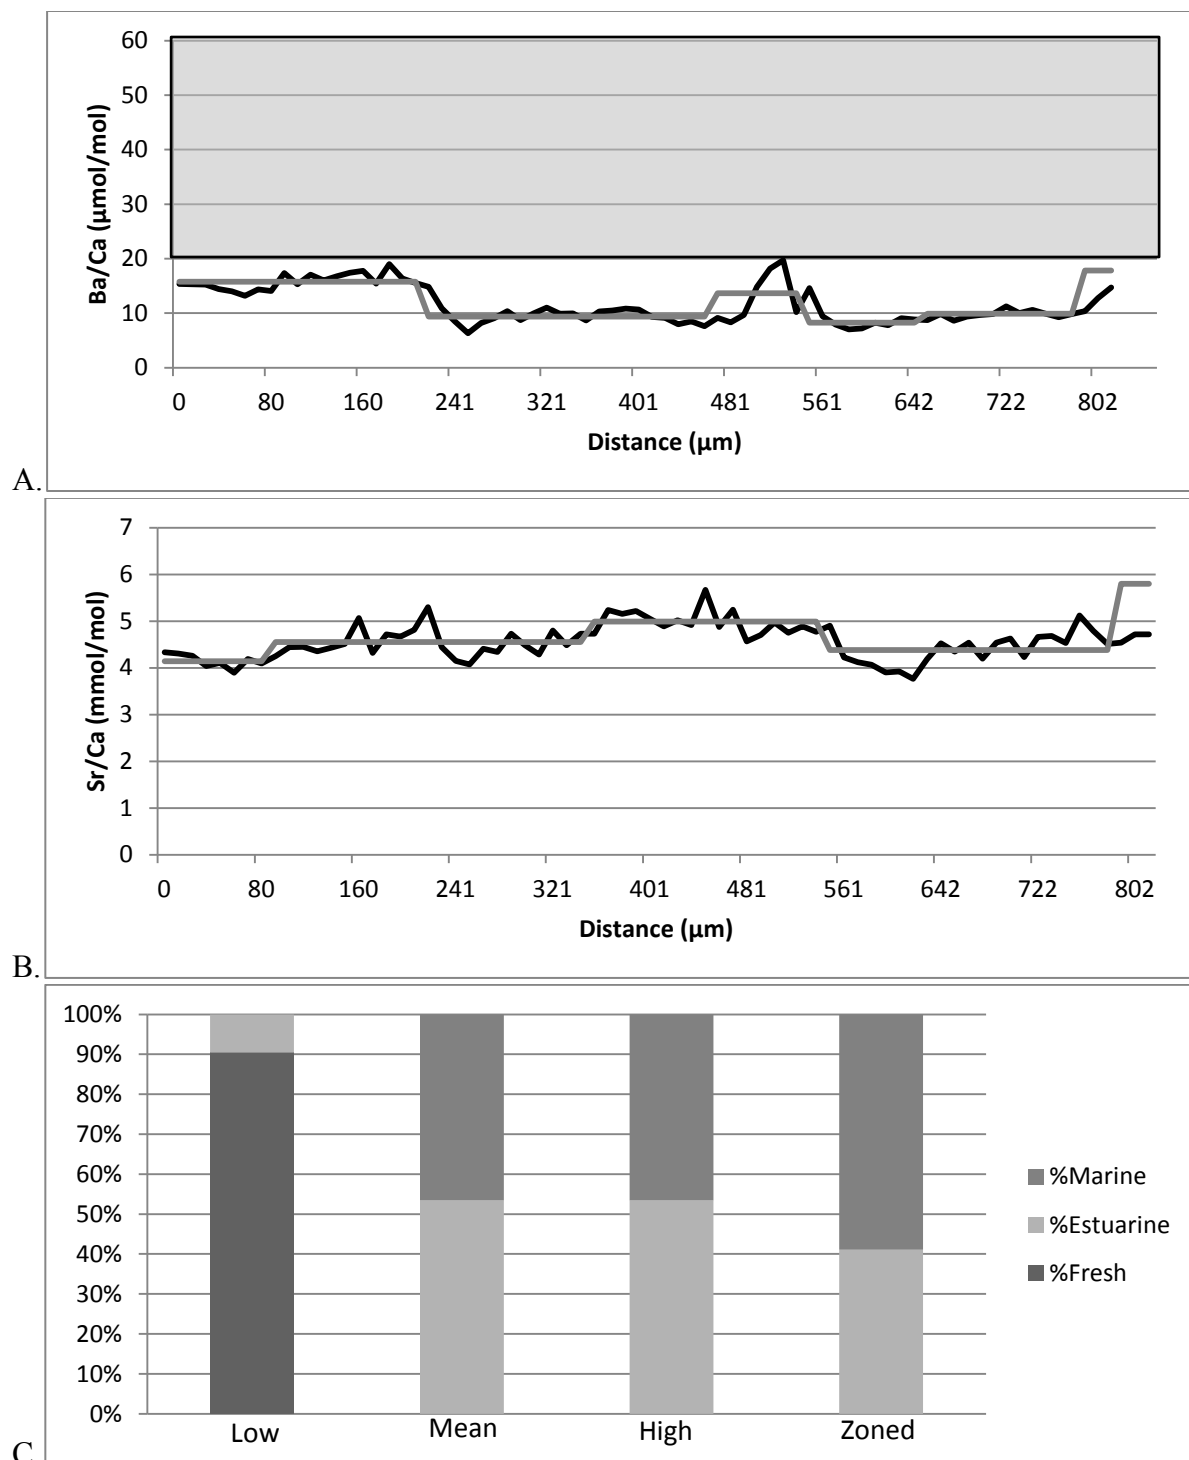 60
50
40
30
20
10
0
Ba/Ca (µmol/mol)
0 80 160 241 321 401 481 561 642 722 802
Distance (µm)
A.
7
6
5
4
3
2
1
0
Sr/Ca (mmol/mol)
0 80 160 241 321 401 481 561 642 722 802
Distance (µm)
B.
100%
90%
80%
70%
60%
50%
40%
30%
20%
10%
0%
Low Mean High Zoned
%Marine
%Estuarine
%Fresh
C